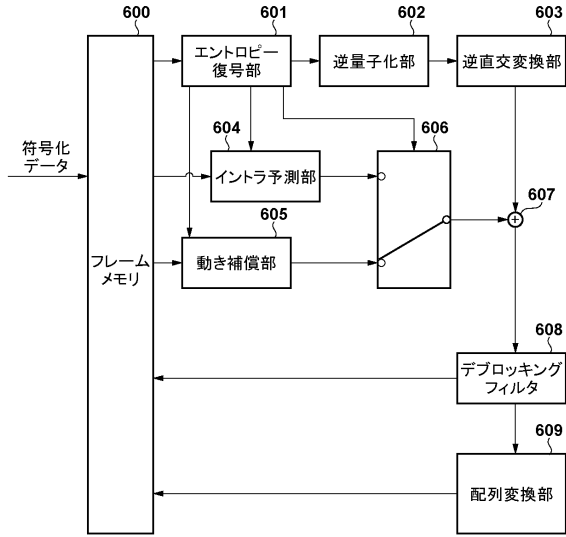 600
601
602
603
エントロピー
復号部
逆量子化部
逆直交変換部
符号化
データ
604
606
イントラ予測部
607
605
動き補償部
フレーム
メモリ
608
デブロッキング
フィルタ
609
配列変換部